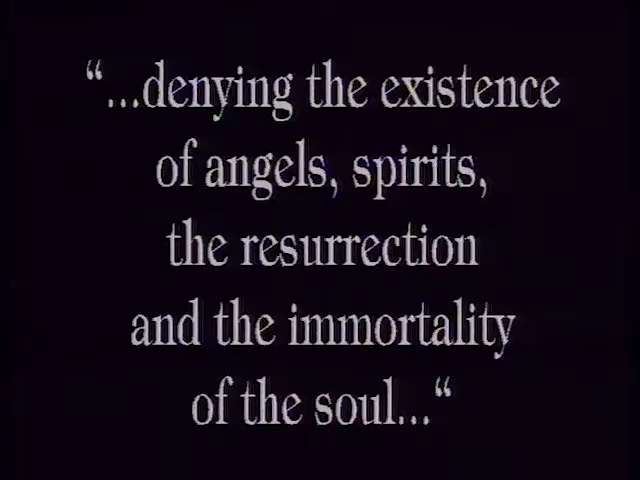 “...denying the existence
of angels, spirits,
the resurrection
and the immortality
of the soul...“